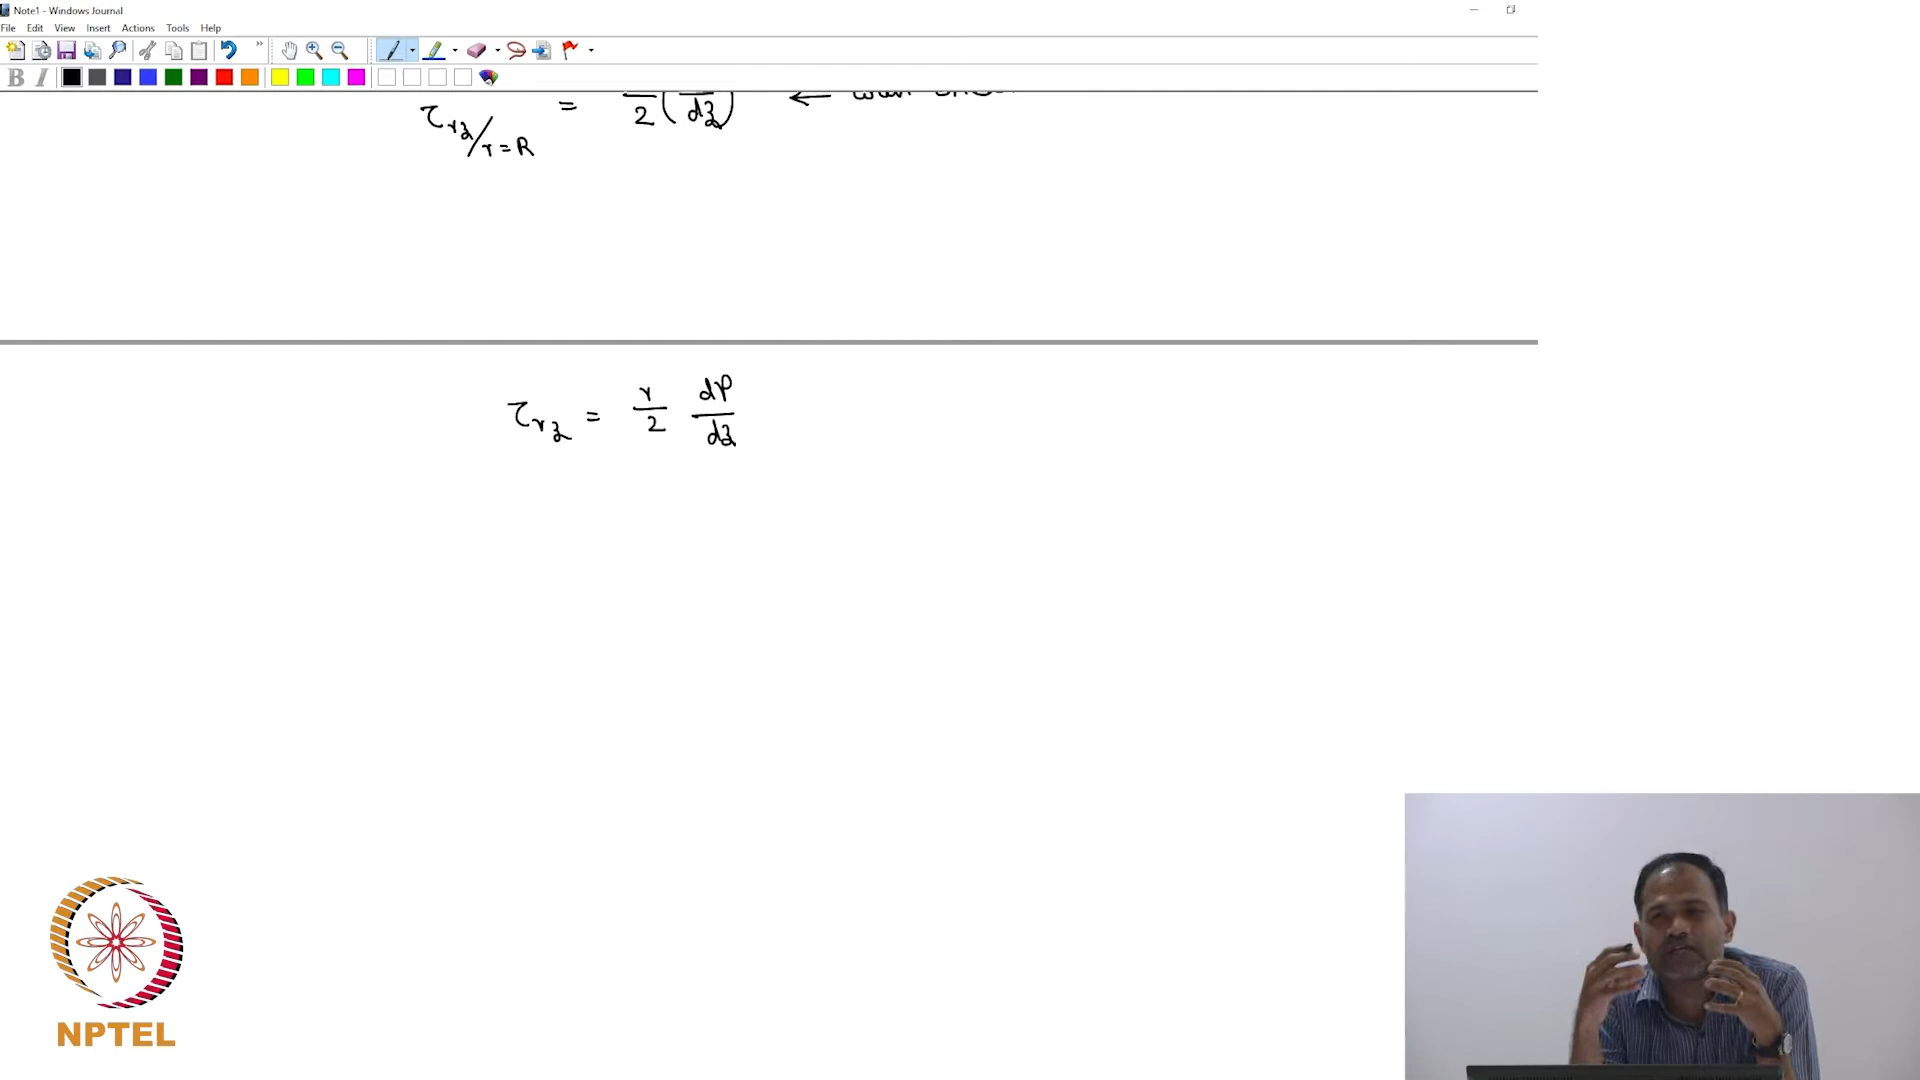 Note1 - Windows Journal
File Edit View Insert Actions Tools Help
B I
τrz/r=R = 2 (dz) ←
τrz = r/2 dP/dz
NPTEL